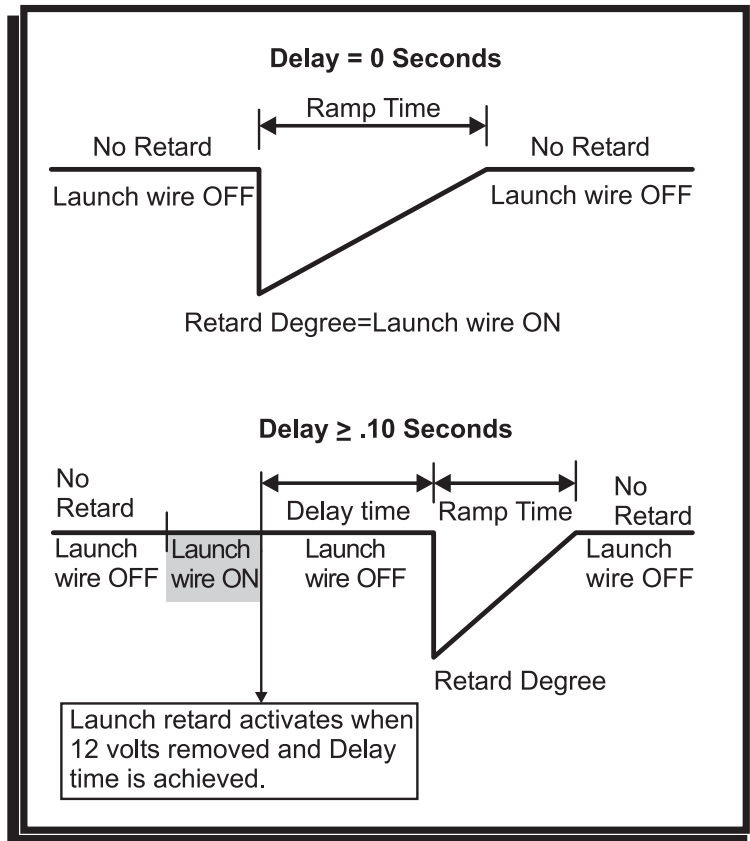 Delay = 0 Seconds
Ramp Time
No Retard
No Retard
Launch wire OFF
Launch wire OFF
Retard Degree=Launch wire ON
Delay ≥ .10 Seconds
No
Retard
Delay time
Ramp Time
No
Retard
Launch
wire OFF
Launch
wire ON
Launch
wire OFF
Launch
wire OFF
Retard Degree
Launch retard activates when
12 volts removed and Delay
time is achieved.